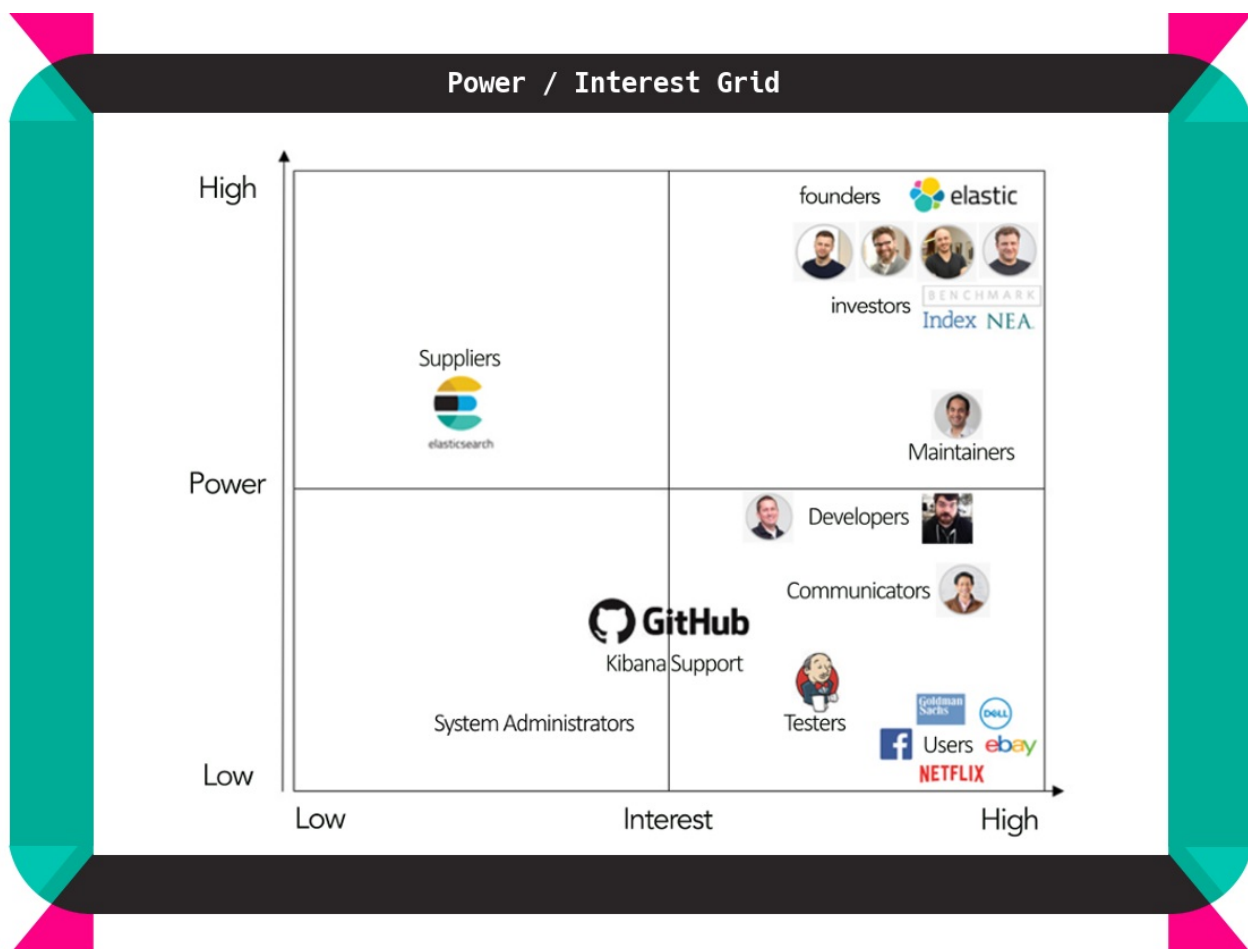 Power / Interest Grid
High
founders elastic
investors BENCHMARK
Index NEA.
Suppliers
elasticsearch
Maintainers
Power
Developers
Communicators
GitHub
Kibana Support
System Administrators
Testers
Goldman
Sachs
DELL
f Users ebay
NETFLIX
Low
Low Interest High